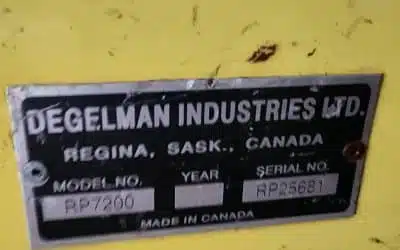 DEGELMAN INDUSTRIES LTD.
REGINA, SASK., CANADA
MODEL NO. YEAR SERIAL NO.
RP7200 RP25681
MADE IN CANADA